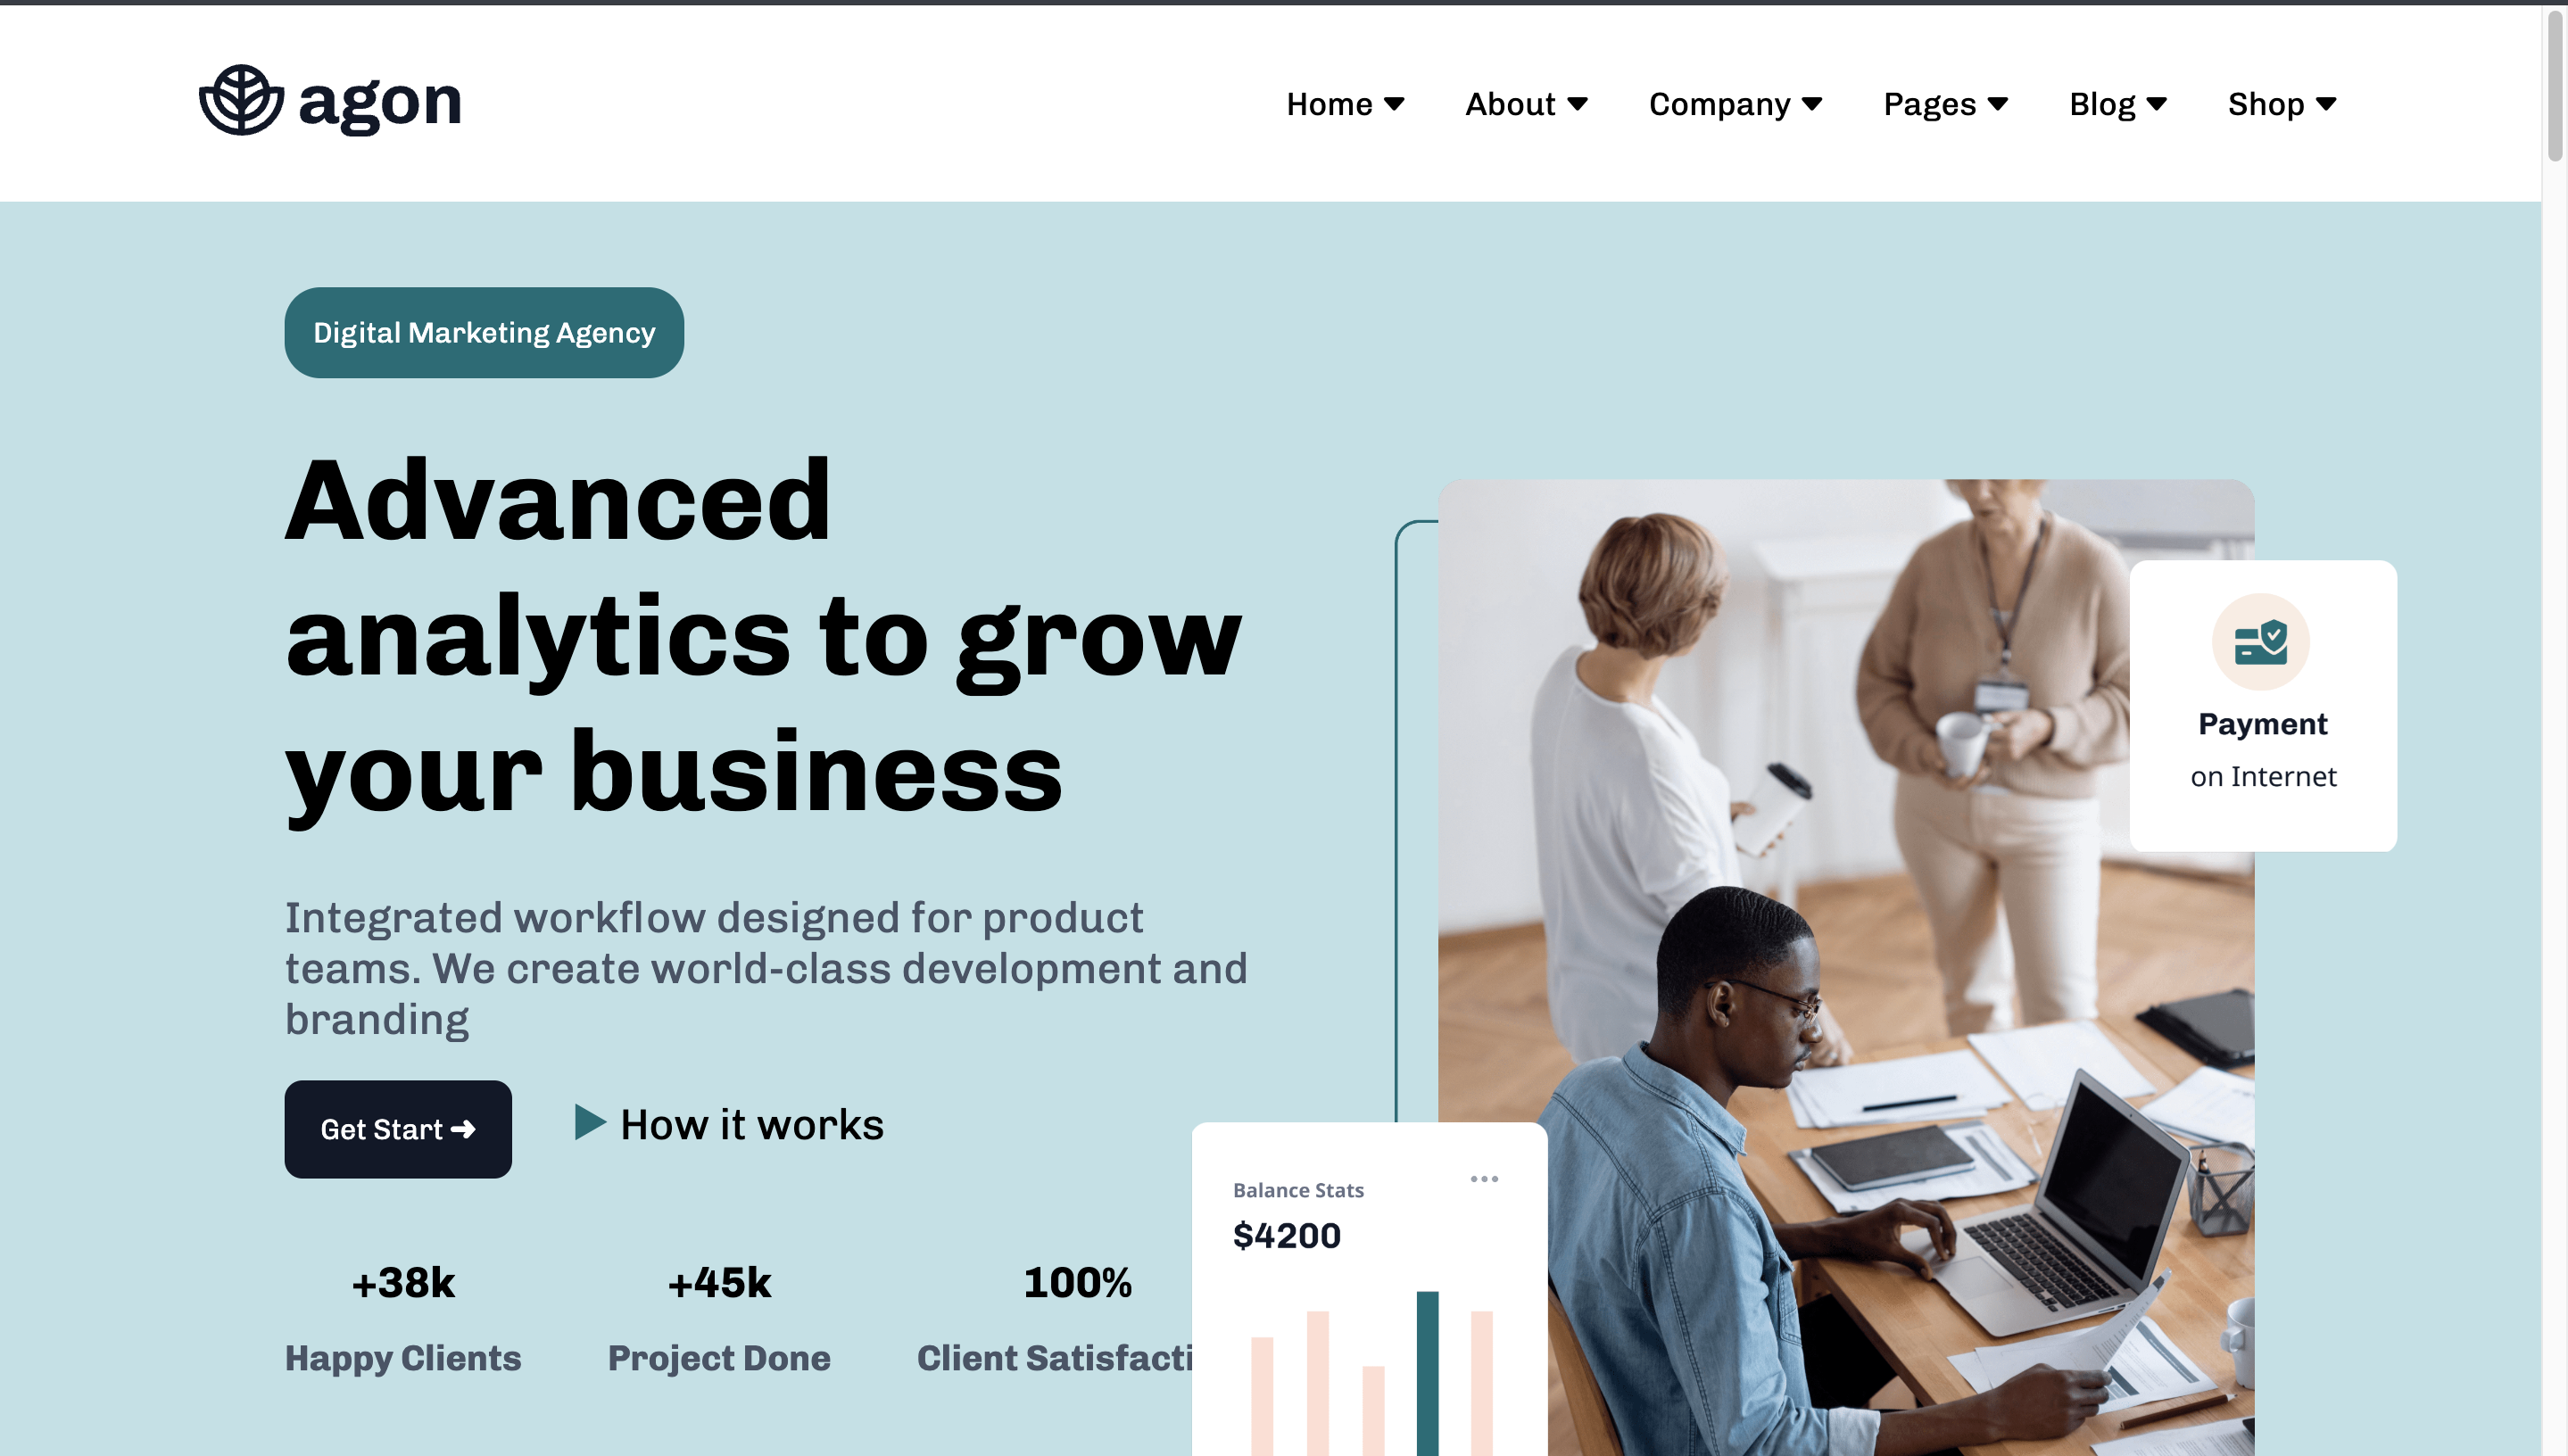 agon
Home
About
Company
Pages
Blog
Shop
Digital Marketing Agency
Advanced
analytics to grow
your business
Integrated workflow designed for product
teams. We create world-class development and
branding
Get Start
How it works
+38k
Happy Clients
+45k
Project Done
100%
Client Satisfacti
Payment
on Internet
Balance Stats
$4200